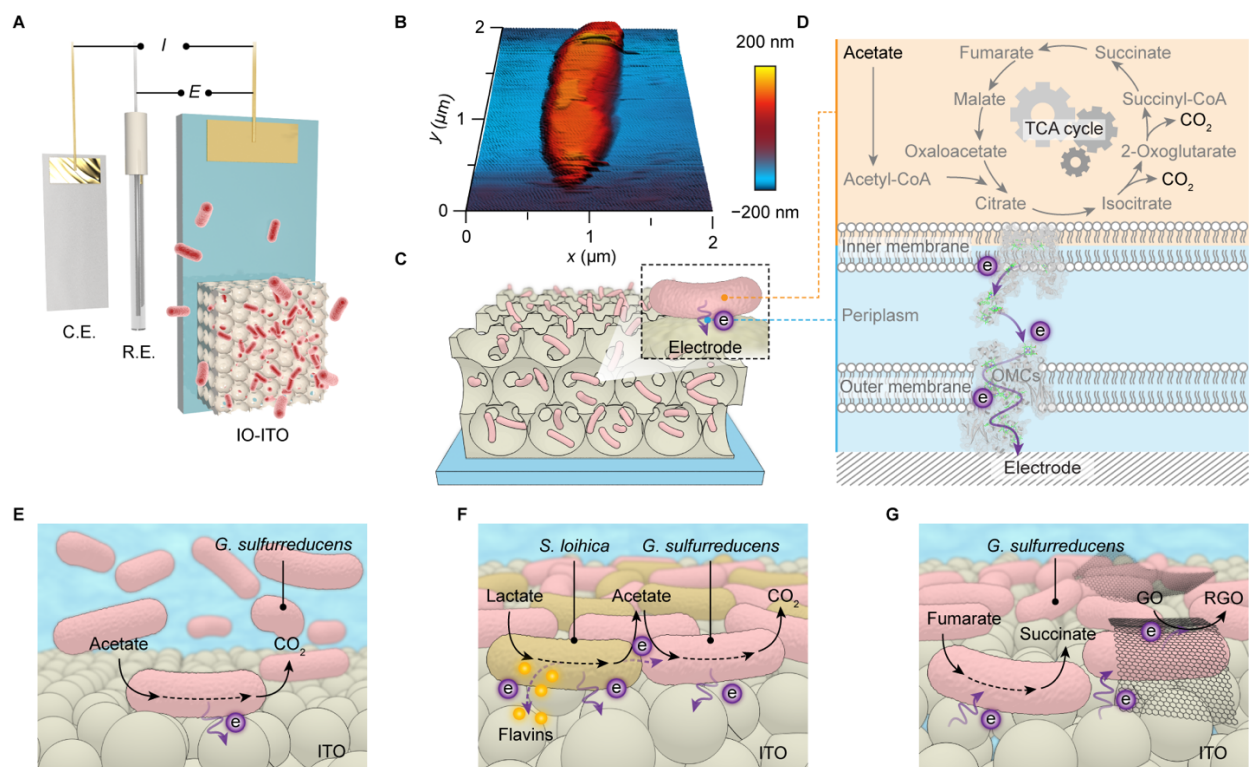 A
I
E
C.E.
R.E.
IO-ITO
B
2
1
0
y (µm)
0
1
2
x (µm)
200 nm
−200 nm
C
Electrode
e
D
Acetate
Fumarate
Succinate
Malate
Succinyl-CoA
TCA cycle
CO2
Oxaloacetate
2-Oxoglutarate
Acetyl-CoA
CO2
Citrate
Isocitrate
Inner membrane
e
Periplasm
e
OMCs
Outer membrane
e
Electrode
E
G. sulfurreducens
Acetate
CO2
e
ITO
F
S. loihica
G. sulfurreducens
Lactate
Acetate
CO2
e
e
e
e
Flavins
ITO
G
G. sulfurreducens
GO
RGO
Fumarate
Succinate
e
e
e
ITO